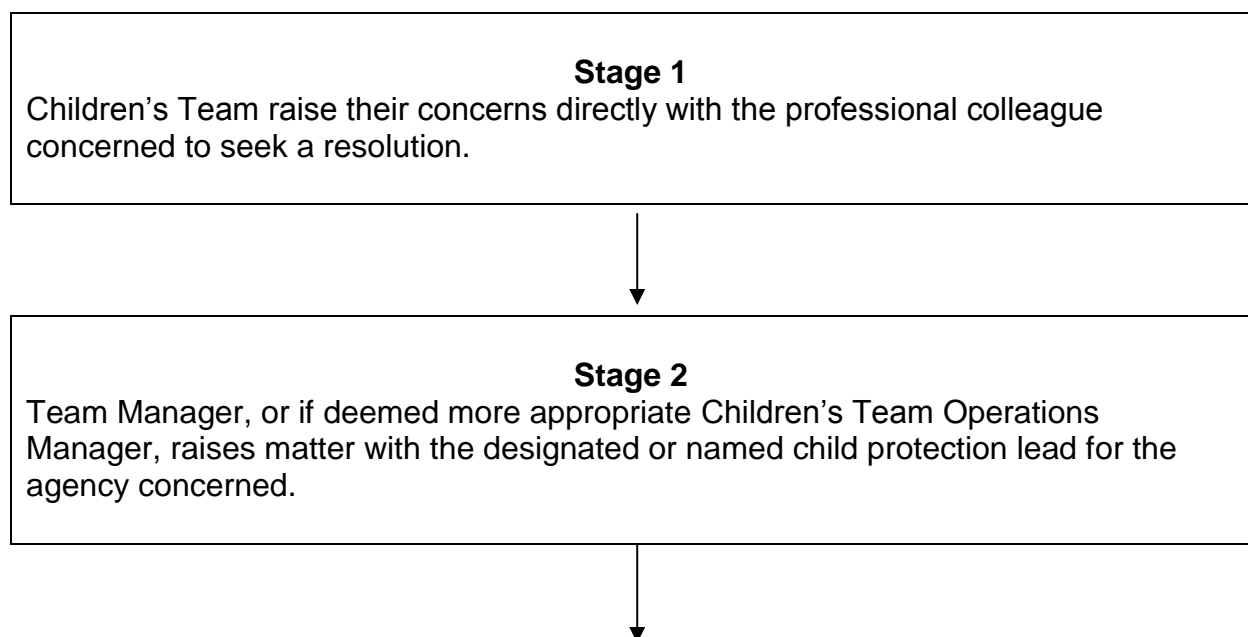 Stage 1
Children’s Team raise their concerns directly with the professional colleague
concerned to seek a resolution.
Stage 2
Team Manager, or if deemed more appropriate Children’s Team Operations
Manager, raises matter with the designated or named child protection lead for the
agency concerned.